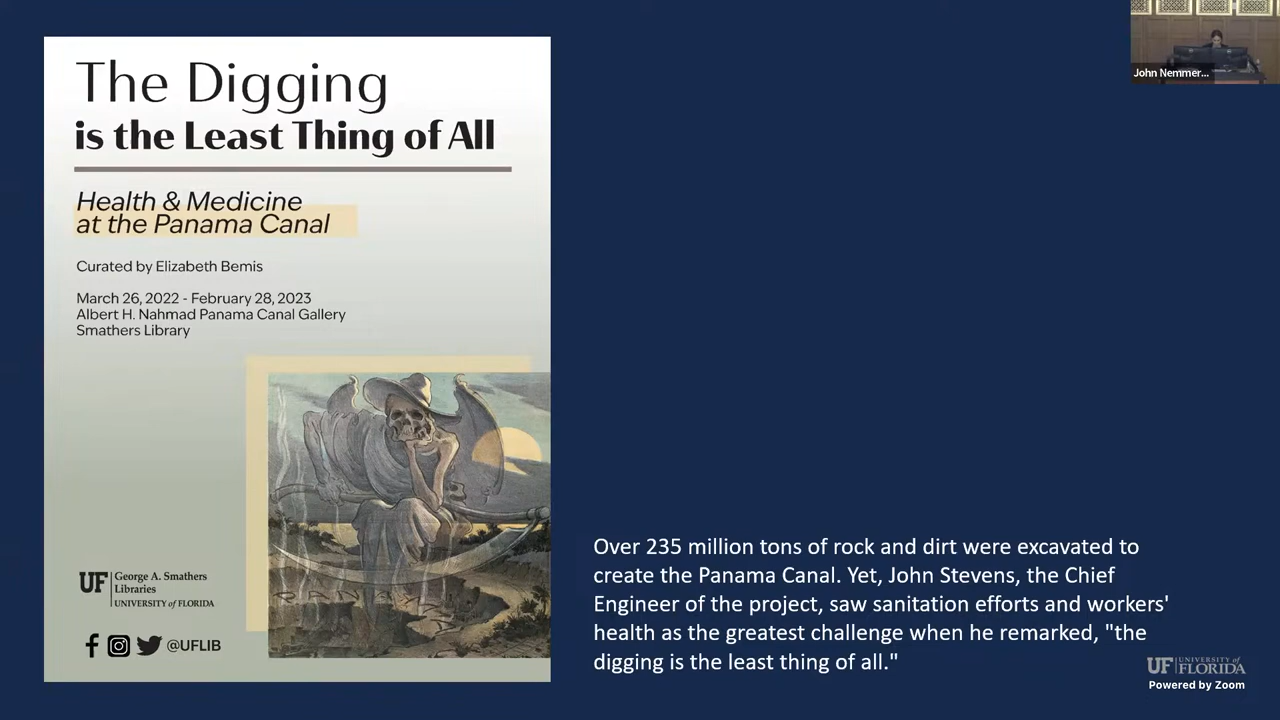 The Digging
is the Least Thing of All
Health & Medicine
at the Panama Canal
Curated by Elizabeth Bemis
March 26, 2022 - February 28, 2023
Albert H. Nahmad Panama Canal Gallery
Smathers Library
UF George A. Smathers
Libraries
UNIVERSITY of FLORIDA
@UFLIB
Over 235 million tons of rock and dirt were excavated to
create the Panama Canal. Yet, John Stevens, the Chief
Engineer of the project, saw sanitation efforts and workers'
health as the greatest challenge when he remarked, "the
digging is the least thing of all."
John Nemmer...
UF UNIVERSITY of
FLORIDA
Powered by Zoom